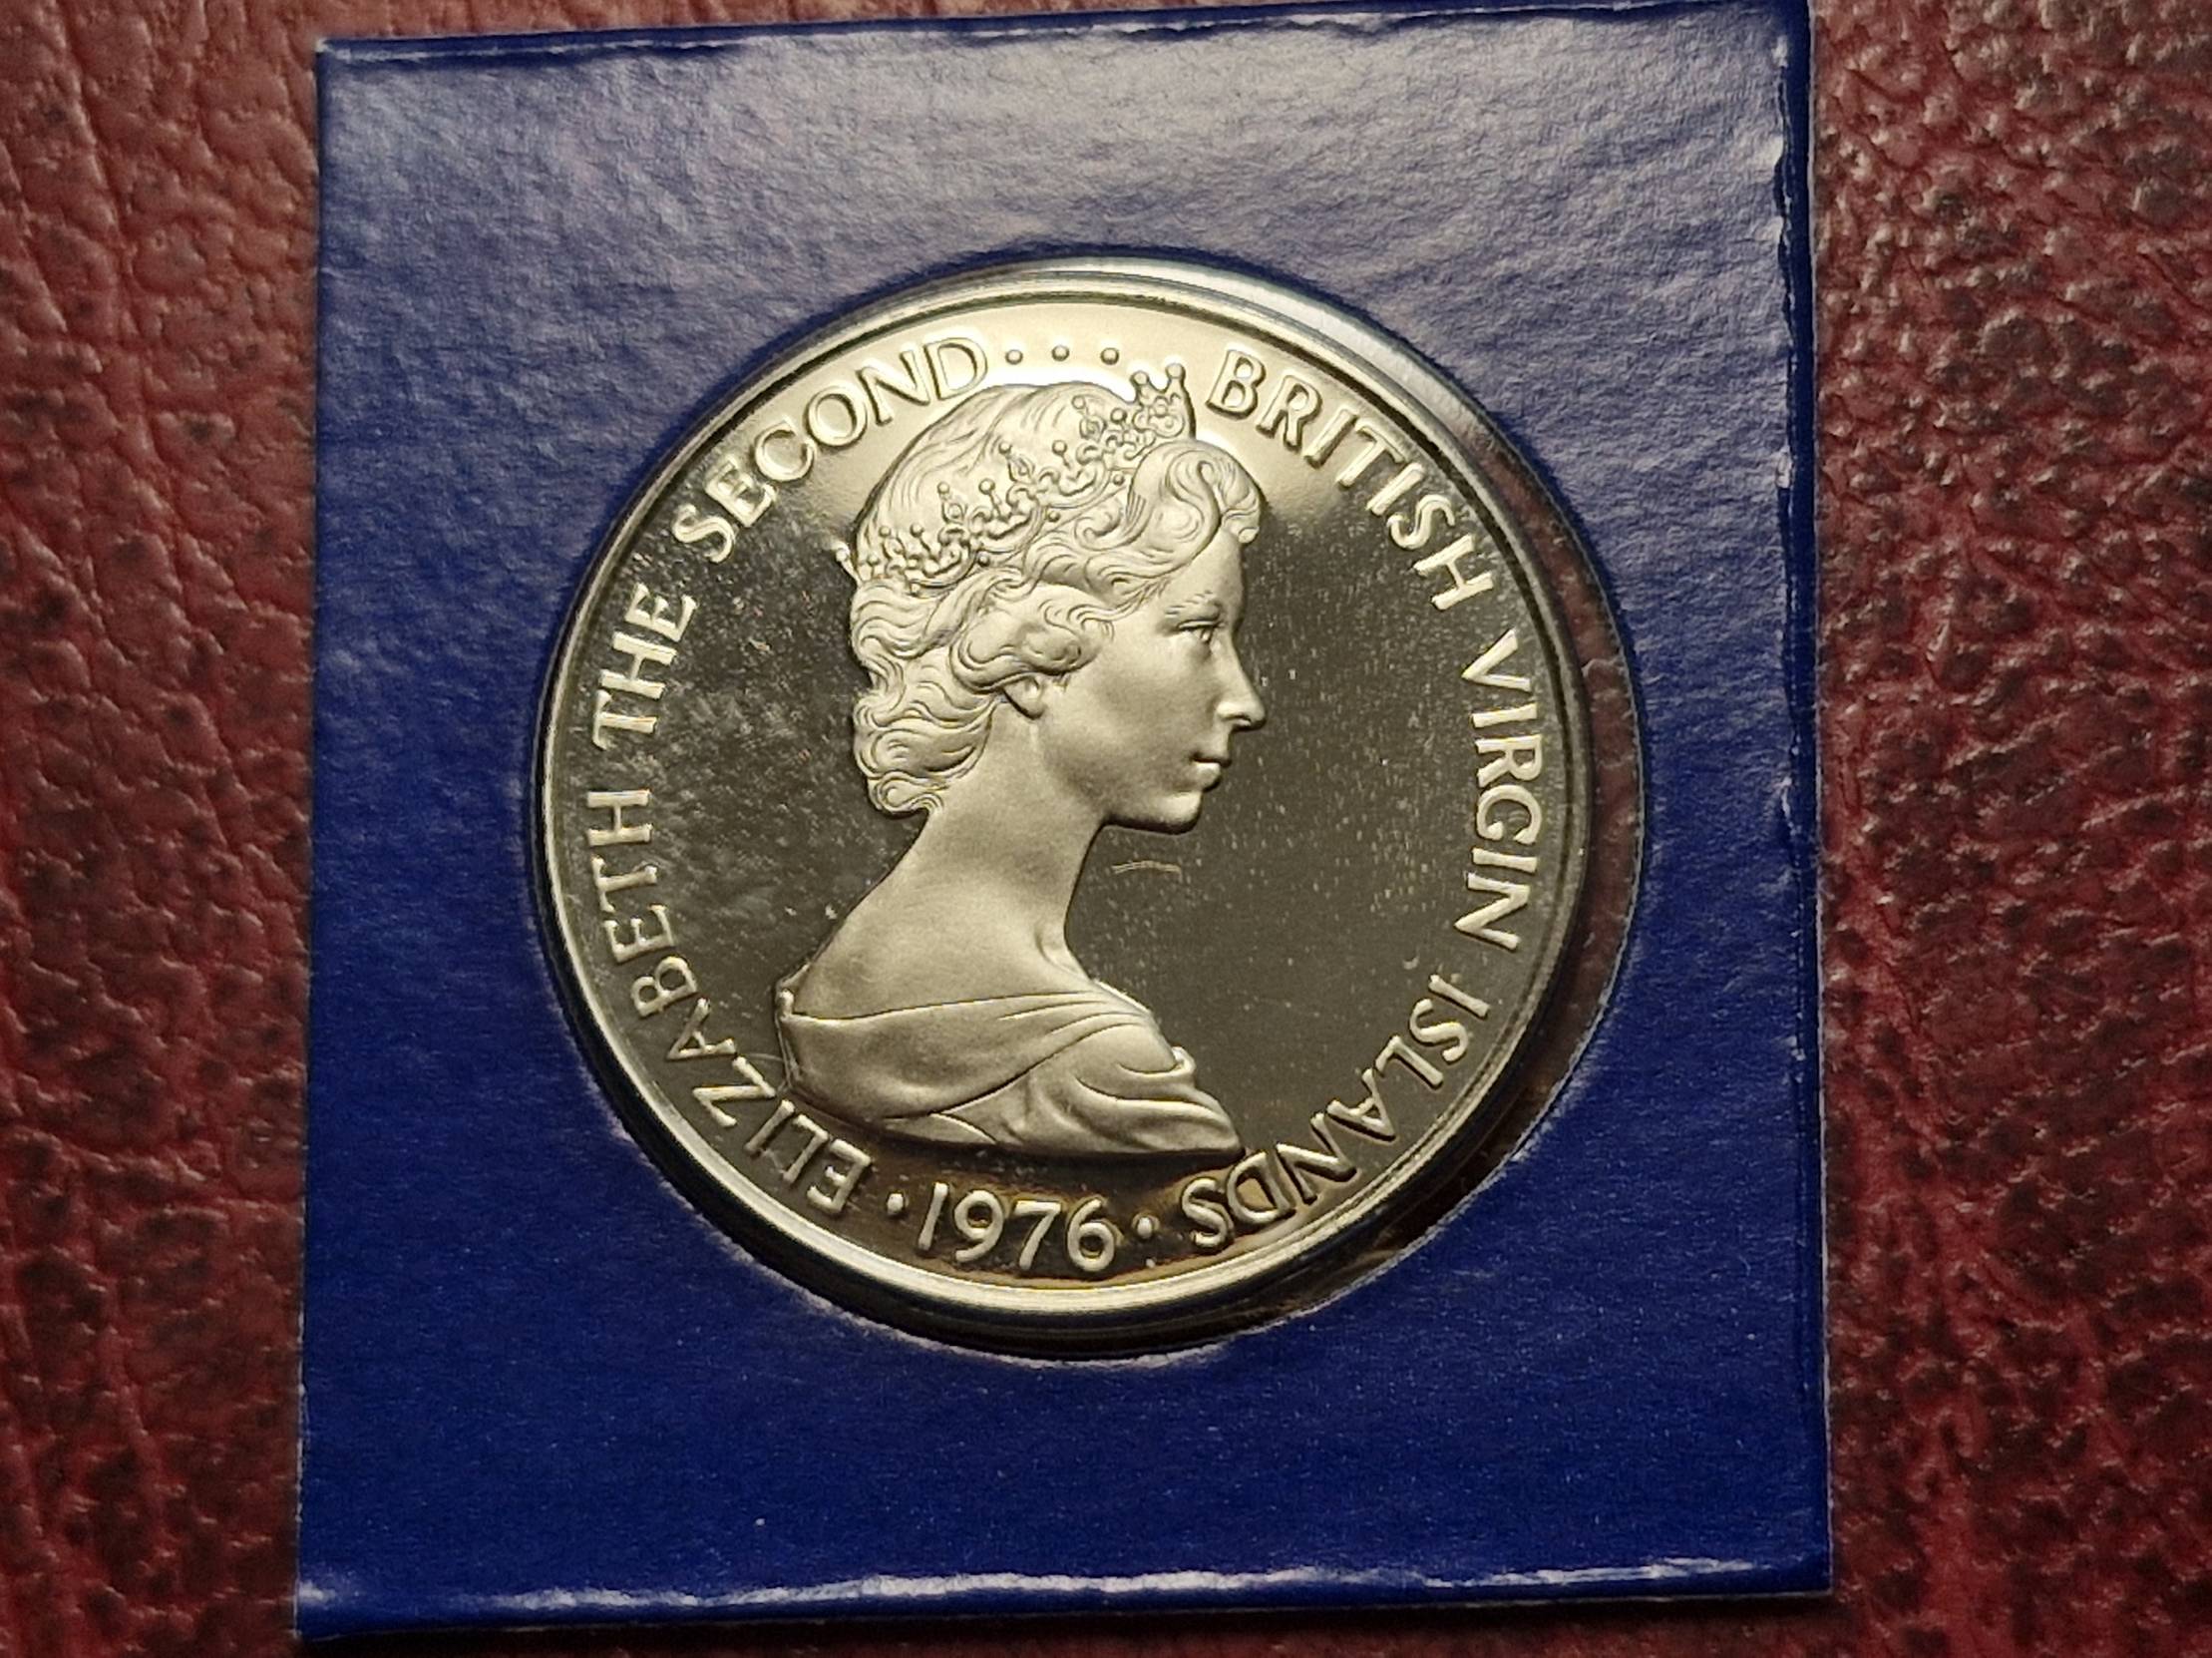 ELIZABETH THE SECOND... BRITISH VIRGIN ISLANDS
·1976·